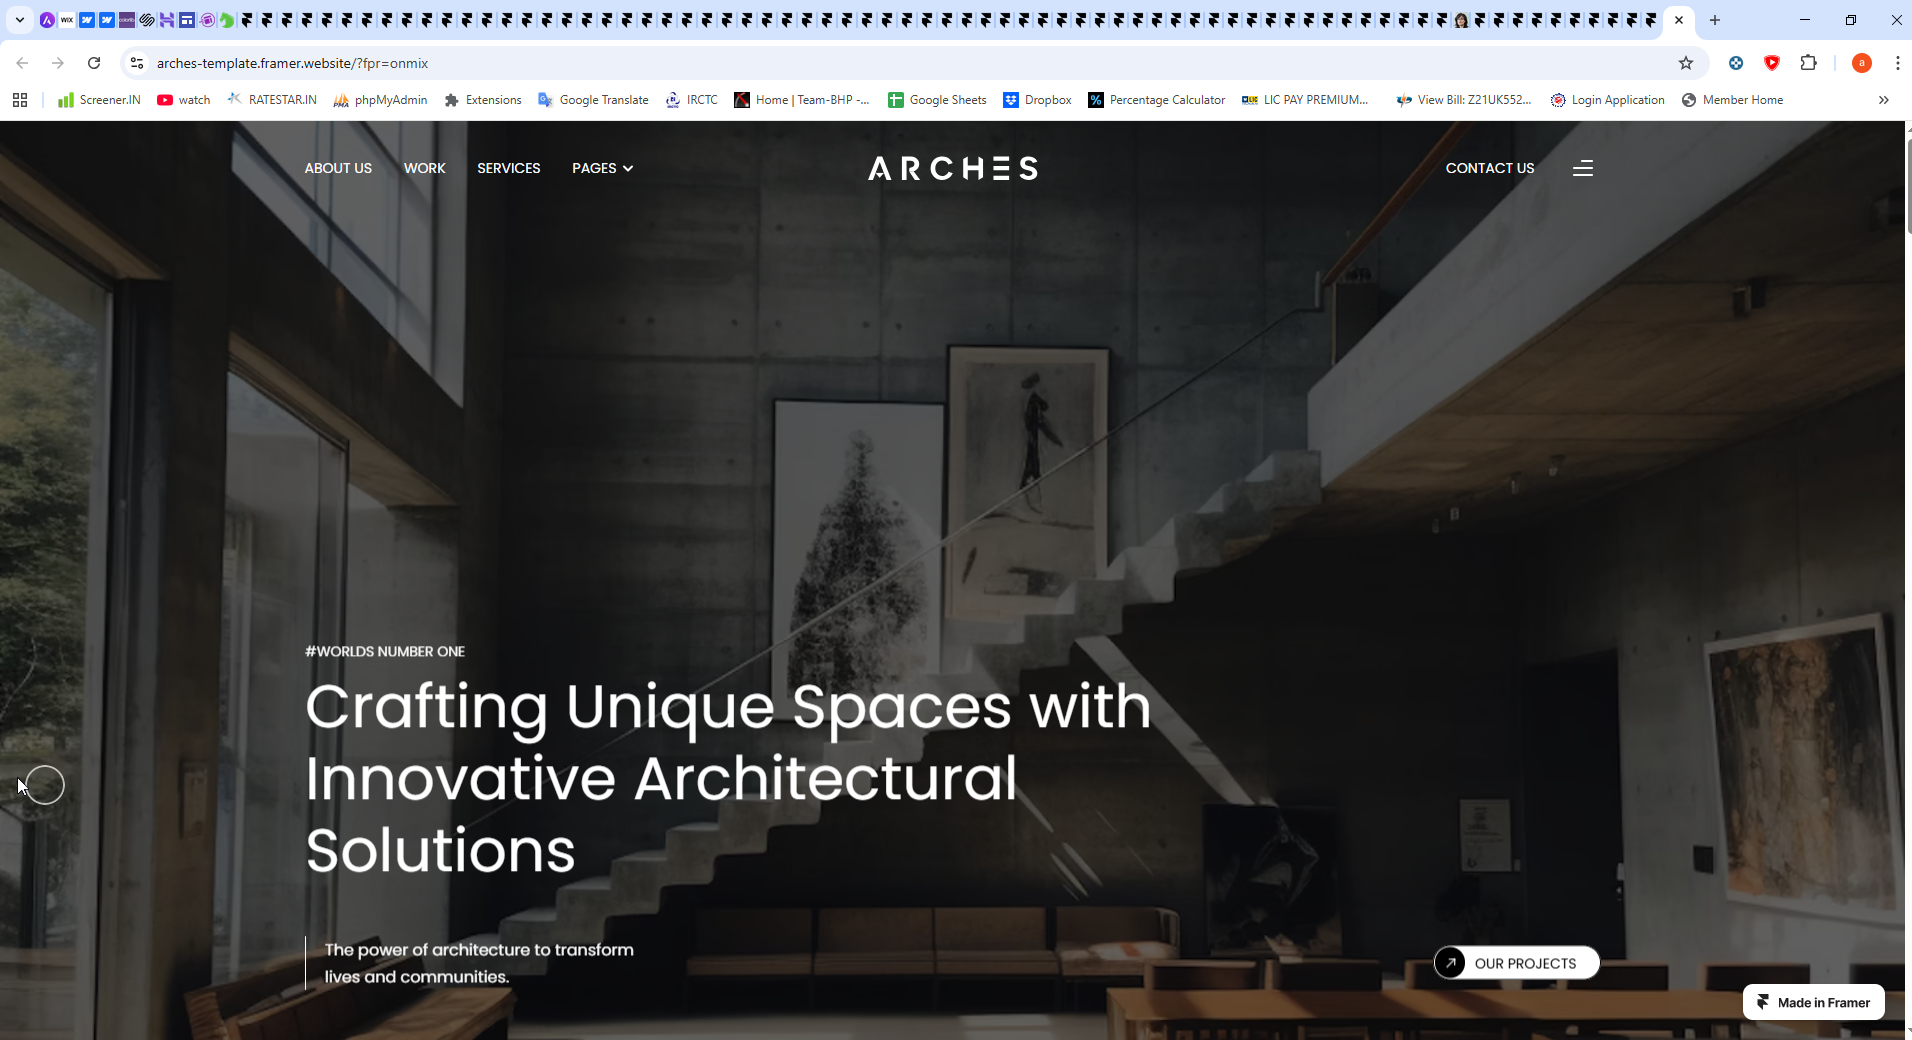 arches-template.framer.website/?fpr=onmix
a
Screener.IN
watch
RATESTAR.IN
phpMyAdmin
Extensions
Google Translate
IRCTC
Home | Team-BHP -...
Google Sheets
Dropbox
Percentage Calculator
LIC PAY PREMIUM...
View Bill: Z21UK552...
Login Application
Member Home
ABOUT US
WORK
SERVICES
PAGES
ARCHES
CONTACT US
#WORLDS NUMBER ONE
Crafting Unique Spaces with
Innovative Architectural
Solutions
The power of architecture to transform
lives and communities.
OUR PROJECTS
Made in Framer